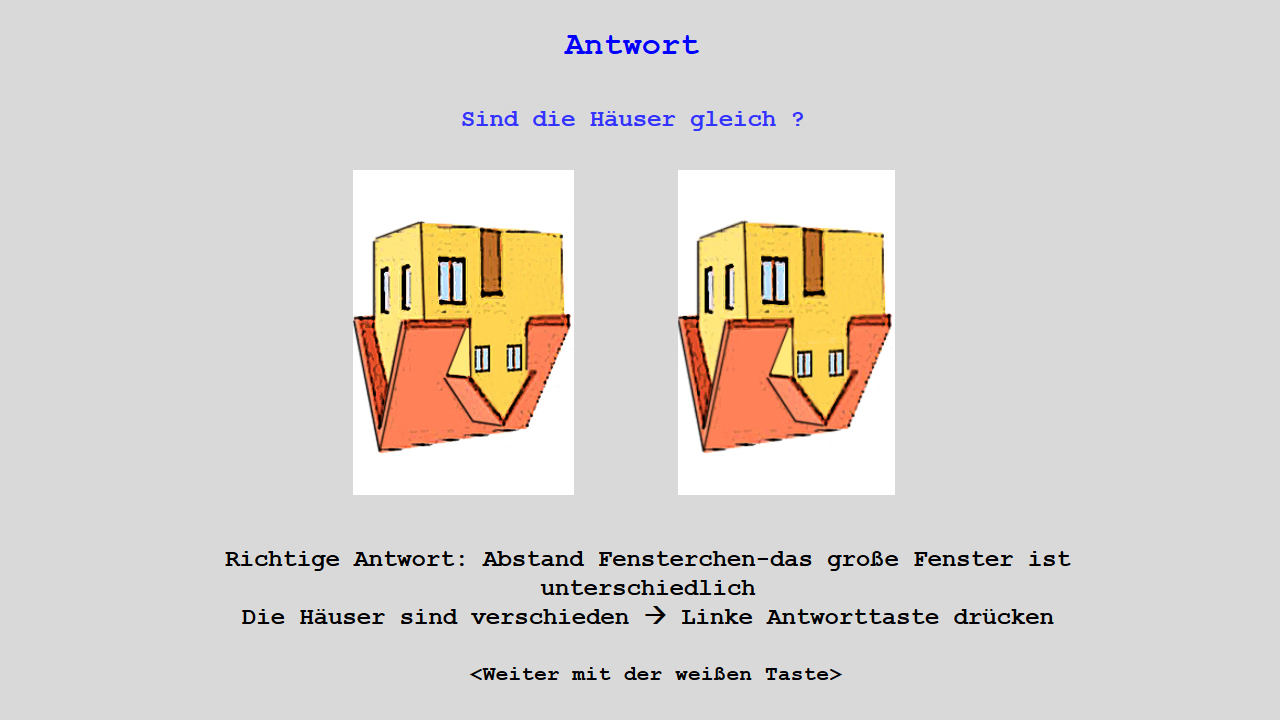 Antwort
Sind die Häuser gleich ?
Richtige Antwort: Abstand Fensterchen-das große Fenster ist
unterschiedlich
Die Häuser sind verschieden → Linke Antworttaste drücken
<Weiter mit der weißen Taste>